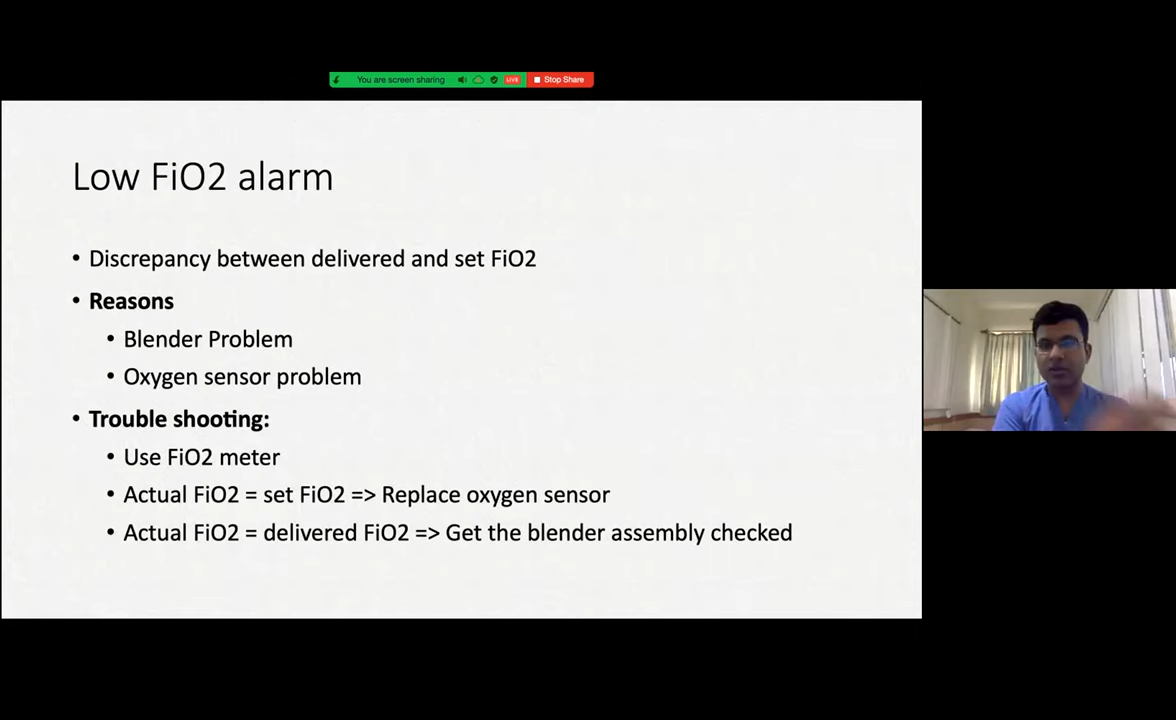 You are screen sharing
LIVE
Stop Share
Low FiO2 alarm
• Discrepancy between delivered and set FiO2
• Reasons
• Blender Problem
• Oxygen sensor problem
• Trouble shooting:
• Use FiO2 meter
• Actual FiO2 = set FiO2 => Replace oxygen sensor
• Actual FiO2 = delivered FiO2 => Get the blender assembly checked